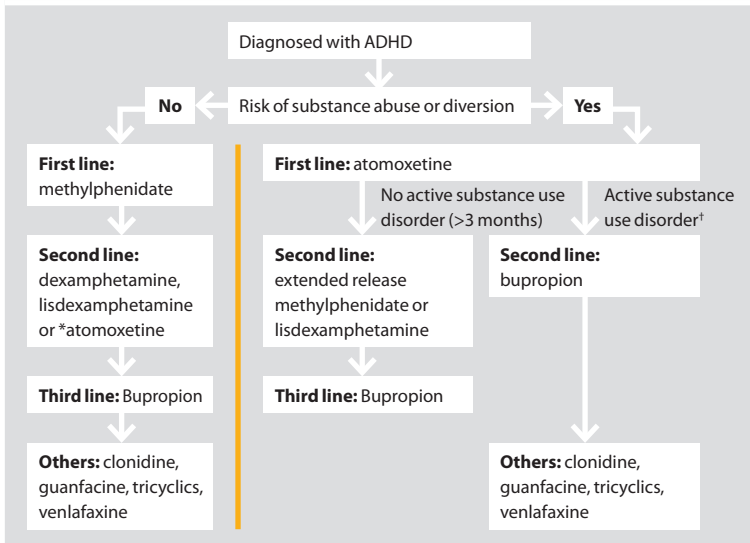 Diagnosed with ADHD
No
Risk of substance abuse or diversion
Yes
First line:
methylphenidate
First line: atomoxetine
No active substance use
disorder (>3 months)
Active substance
use disorder†
Second line:
dexamphetamine,
lisdexamphetamine
or *atomoxetine
Second line:
extended release
methylphenidate or
lisdexamphetamine
Second line:
bupropion
Third line: Bupropion
Third line: Bupropion
Others: clonidine,
guanfacine, tricyclics,
venlafaxine
Others: clonidine,
guanfacine, tricyclics,
venlafaxine